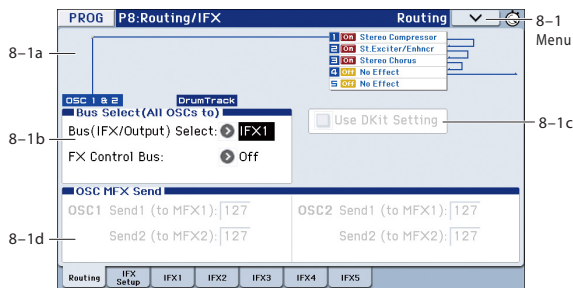 PROG P8:Routing/IFX Routing
8–1
Menu
1 On Stereo Compressor
2 On St.Exciter/Enhncr
3 On Stereo Chorus
4 Off No Effect
5 Off No Effect
8–1a
OSC 1 & 2 DrumTrack
Bus Select(All OSCs to)
Bus(IFX/Output) Select: IFX1
Use DKit Setting
8–1c
8–1b
FX Control Bus: Off
OSC MFX Send
OSC1 Send1 (to MFX1): 127 OSC2 Send1 (to MFX1): 127
8–1d
Send2 (to MFX2): 127 Send2 (to MFX2): 127
Routing IFX Setup IFX1 IFX2 IFX3 IFX4 IFX5